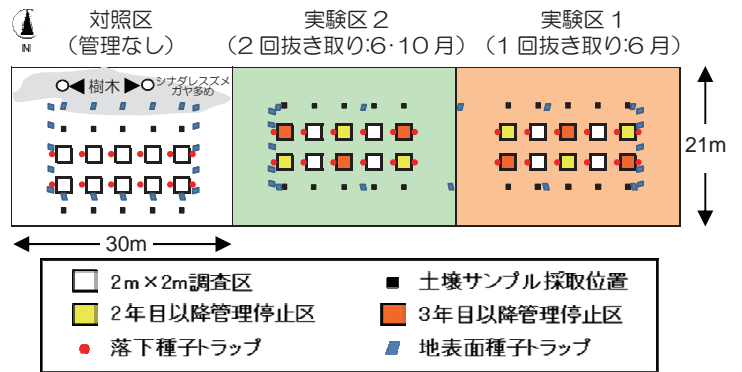 対照区
（管理なし）
実験区２
（２回抜き取り:6・10月）
実験区１
（１回抜き取り:6月）
N
樹木
シナダレスズメ
ガヤ多め
21m
30m
2m×2m調査区
土壌サンプル採取位置
2年目以降管理停止区
3年目以降管理停止区
落下種子トラップ
地表面種子トラップ